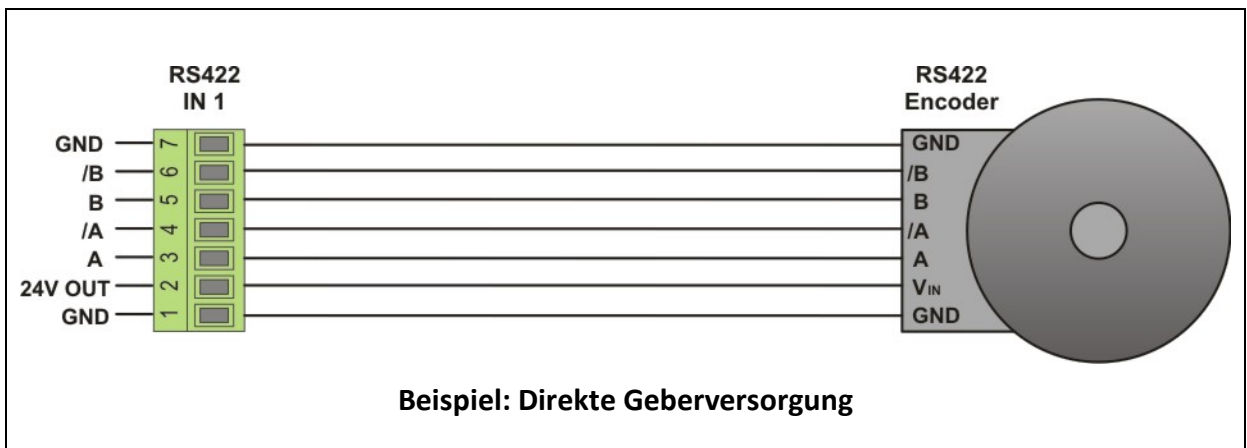 RS422
IN 1
RS422
Encoder
GND 7 GND
/B 6 /B
B 5 B
/A 4 /A
A 3 A
24V OUT 2 VIN
GND 1 GND
Beispiel: Direkte Geberversorgung